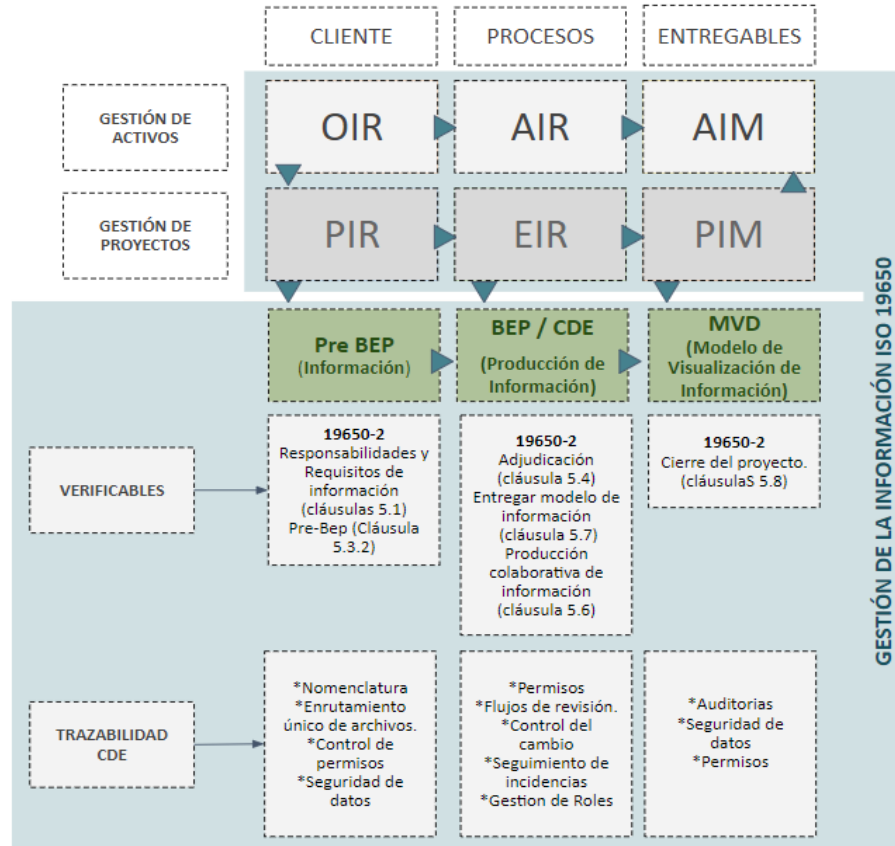 CLIENTE
PROCESOS
ENTREGABLES
GESTIÓN DE
ACTIVOS
OIR
AIR
AIM
GESTIÓN DE
PROYECTOS
PIR
EIR
PIM
Pre BEP
(Información)
BEP / CDE
(Producción de
Información)
MVD
(Modelo de
Visualización de
Información)
VERIFICABLES
19650-2
Responsabilidades y
Requisitos de
información
(cláusulas 5.1)
Pre-Bep (Cláusula
5.3.2)
19650-2
Adjudicación
(cláusula 5.4)
Entregar modelo de
información
(cláusula 5.7)
Producción
colaborativa de
información
(cláusula 5.6)
19650-2
Cierre del proyecto.
(cláusulaS 5.8)
TRAZABILIDAD
CDE
*Nomenclatura
*Enrutamiento
único de archivos.
*Control de
permisos
*Seguridad de
datos
*Permisos
*Flujos de revisión.
*Control del
cambio
*Seguimiento de
incidencias
*Gestion de Roles
*Auditorias
*Seguridad de
datos
*Permisos
GESTIÓN DE LA INFORMACIÓN ISO 19650